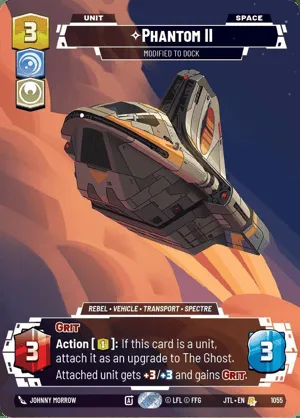 UNIT
SPACE
3
✧PHANTOM II
MODIFIED TO DOCK
REBEL • VEHICLE • TRANSPORT • SPECTRE
GRIT
Action [1]: If this card is a unit,
attach it as an upgrade to The Ghost.
Attached unit gets +3/+3 and gains GRIT.
3
3
JOHNNY MORROW
© LFL © FFG
JTL • EN
1055